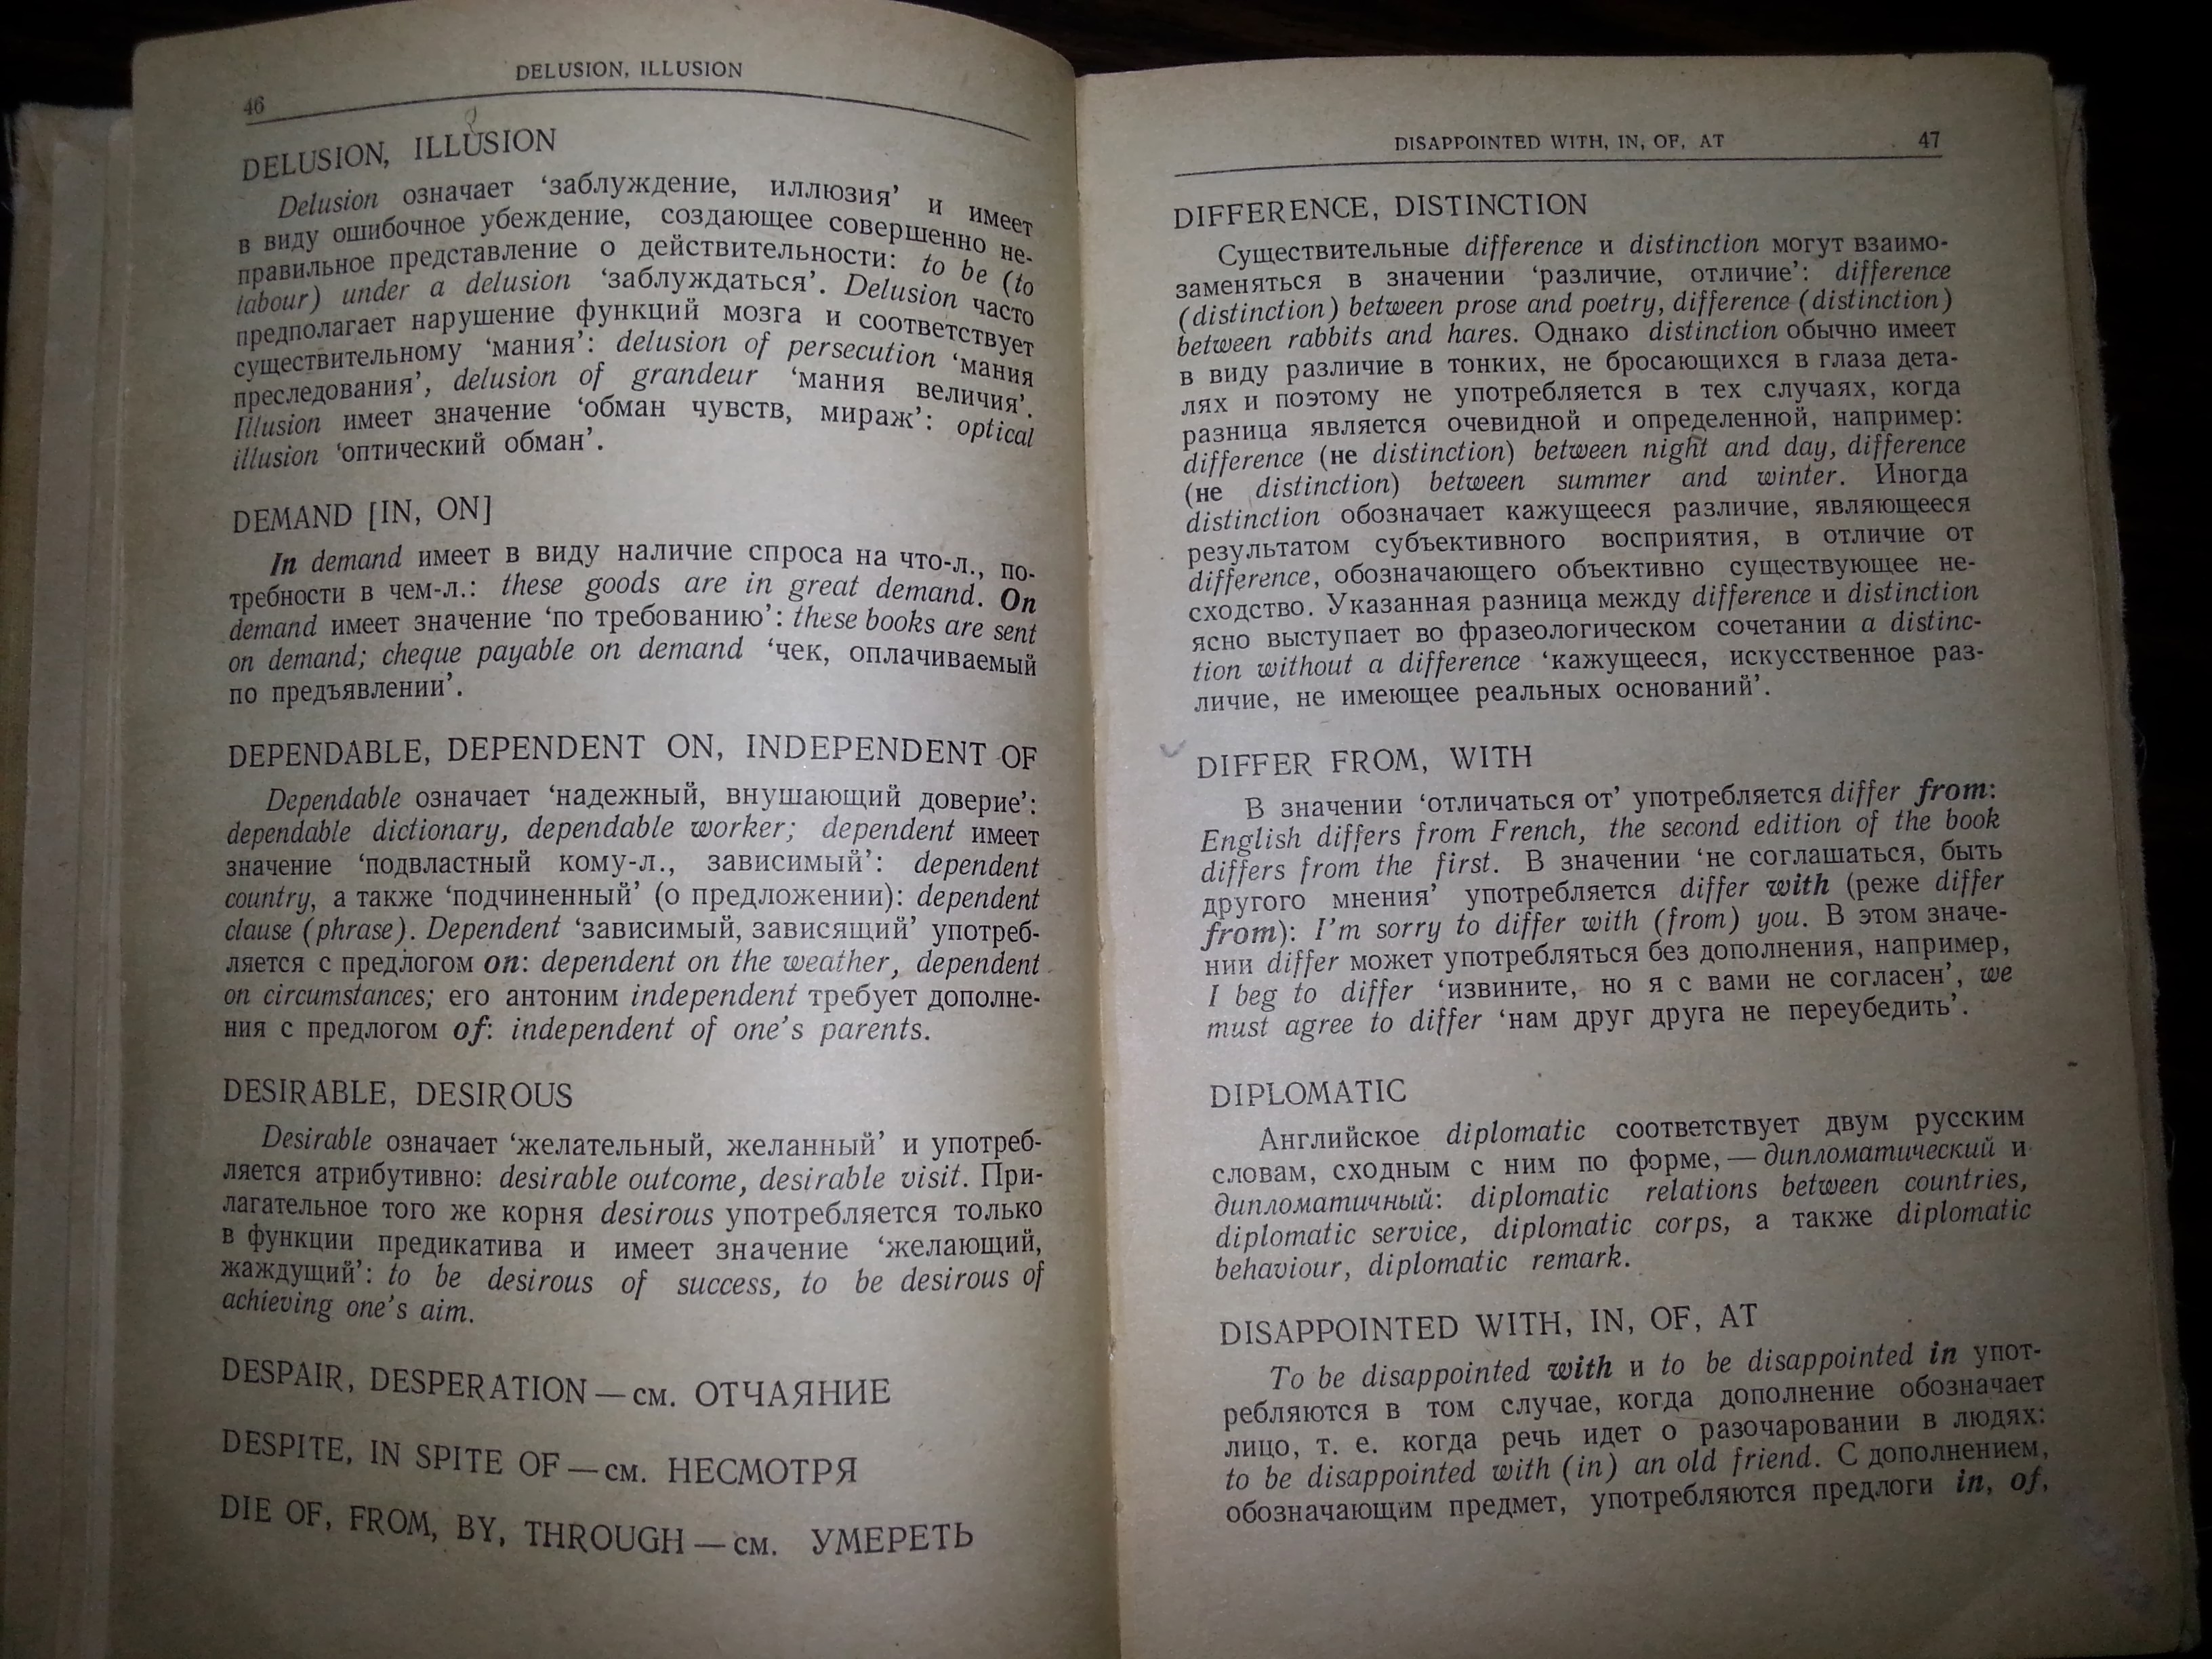 46
DELUSION, ILLUSION
DELUSION, ILLUSION
Delusion означает ‘заблуждение, иллюзия’ и имеет
в виду ошибочное убеждение, создающее совершенно не-
правильное представление о действительности: to be (to
labour) under a delusion ‘заблуждаться’. Delusion часто
предполагает нарушение функций мозга и соответствует
существительному ‘мания’: delusion of persecution ‘мания
преследования’, delusion of grandeur ‘мания величия’.
Illusion имеет значение ‘обман чувств, мираж’: optical
illusion ‘оптический обман’.
DEMAND [IN, ON]
In demand имеет в виду наличие спроса на что-л., по-
требности в чем-л.: these goods are in great demand. On
demand имеет значение ‘по требованию’: these books are sent
on demand; cheque payable on demand ‘чек, оплачиваемый
по предъявлении’.
DEPENDABLE, DEPENDENT ON, INDEPENDENT OF
Dependable означает ‘надежный, внушающий доверие’:
dependable dictionary, dependable worker; dependent имеет
значение ‘подвластный кому-л., зависимый’: dependent
country, а также ‘подчиненный’ (о предложении): dependent
clause (phrase). Dependent ‘зависимый, зависящий’ употреб-
ляется с предлогом on: dependent on the weather, dependent
on circumstances; его антоним independent требует дополне-
ния с предлогом of: independent of one’s parents.
DESIRABLE, DESIROUS
Desirable означает ‘желательный, желанный’ и употреб-
ляется атрибутивно: desirable outcome, desirable visit. При-
лагательное того же корня desirous употребляется только
в функции предикатива и имеет значение ‘желающий,
жаждущий’: to be desirous of success, to be desirous of
achieving one’s aim.
DESPAIR, DESPERATION — см. ОТЧАЯНИЕ
DESPITE, IN SPITE OF — см. НЕСМОТРЯ
DIE OF, FROM, BY, THROUGH — см. УМЕРЕТЬ
DISAPPOINTED WITH, IN, OF, AT 47
DIFFERENCE, DISTINCTION
Существительные difference и distinction могут взаимо-
заменяться в значении ‘различие, отличие’: difference
(distinction) between prose and poetry, difference (distinction)
between rabbits and hares. Однако distinction обычно имеет
в виду различие в тонких, не бросающихся в глаза дета-
лях и поэтому не употребляется в тех случаях, когда
разница является очевидной и определенной, например:
difference (не distinction) between night and day, difference
(не distinction) between summer and winter. Иногда
distinction обозначает кажущееся различие, являющееся
результатом субъективного восприятия, в отличие от
difference, обозначающего объективно существующее не-
сходство. Указанная разница между difference и distinction
ясно выступает во фразеологическом сочетании a distinc-
tion without a difference ‘кажущееся, искусственное раз-
личие, не имеющее реальных оснований’.
DIFFER FROM, WITH
В значении ‘отличаться от’ употребляется differ from:
English differs from French, the second edition of the book
differs from the first. В значении ‘не соглашаться, быть
другого мнения’ употребляется differ with (реже differ
from): I’m sorry to differ with (from) you. В этом значе-
нии differ может употребляться без дополнения, например,
I beg to differ ‘извините, но я с вами не согласен’, we
must agree to differ ‘нам друг друга не переубедить’.
DIPLOMATIC
Английское diplomatic соответствует двум русским
словам, сходным с ним по форме, — дипломатический и
дипломатичный: diplomatic relations between countries,
diplomatic service, diplomatic corps, а также diplomatic
behaviour, diplomatic remark.
DISAPPOINTED WITH, IN, OF, AT
To be disappointed with и to be disappointed in упот-
ребляются в том случае, когда дополнение обозначает
лицо, т. е. когда речь идет о разочаровании в людях:
to be disappointed with (in) an old friend. С дополнением,
обозначающим предмет, употребляются предлоги in, of,